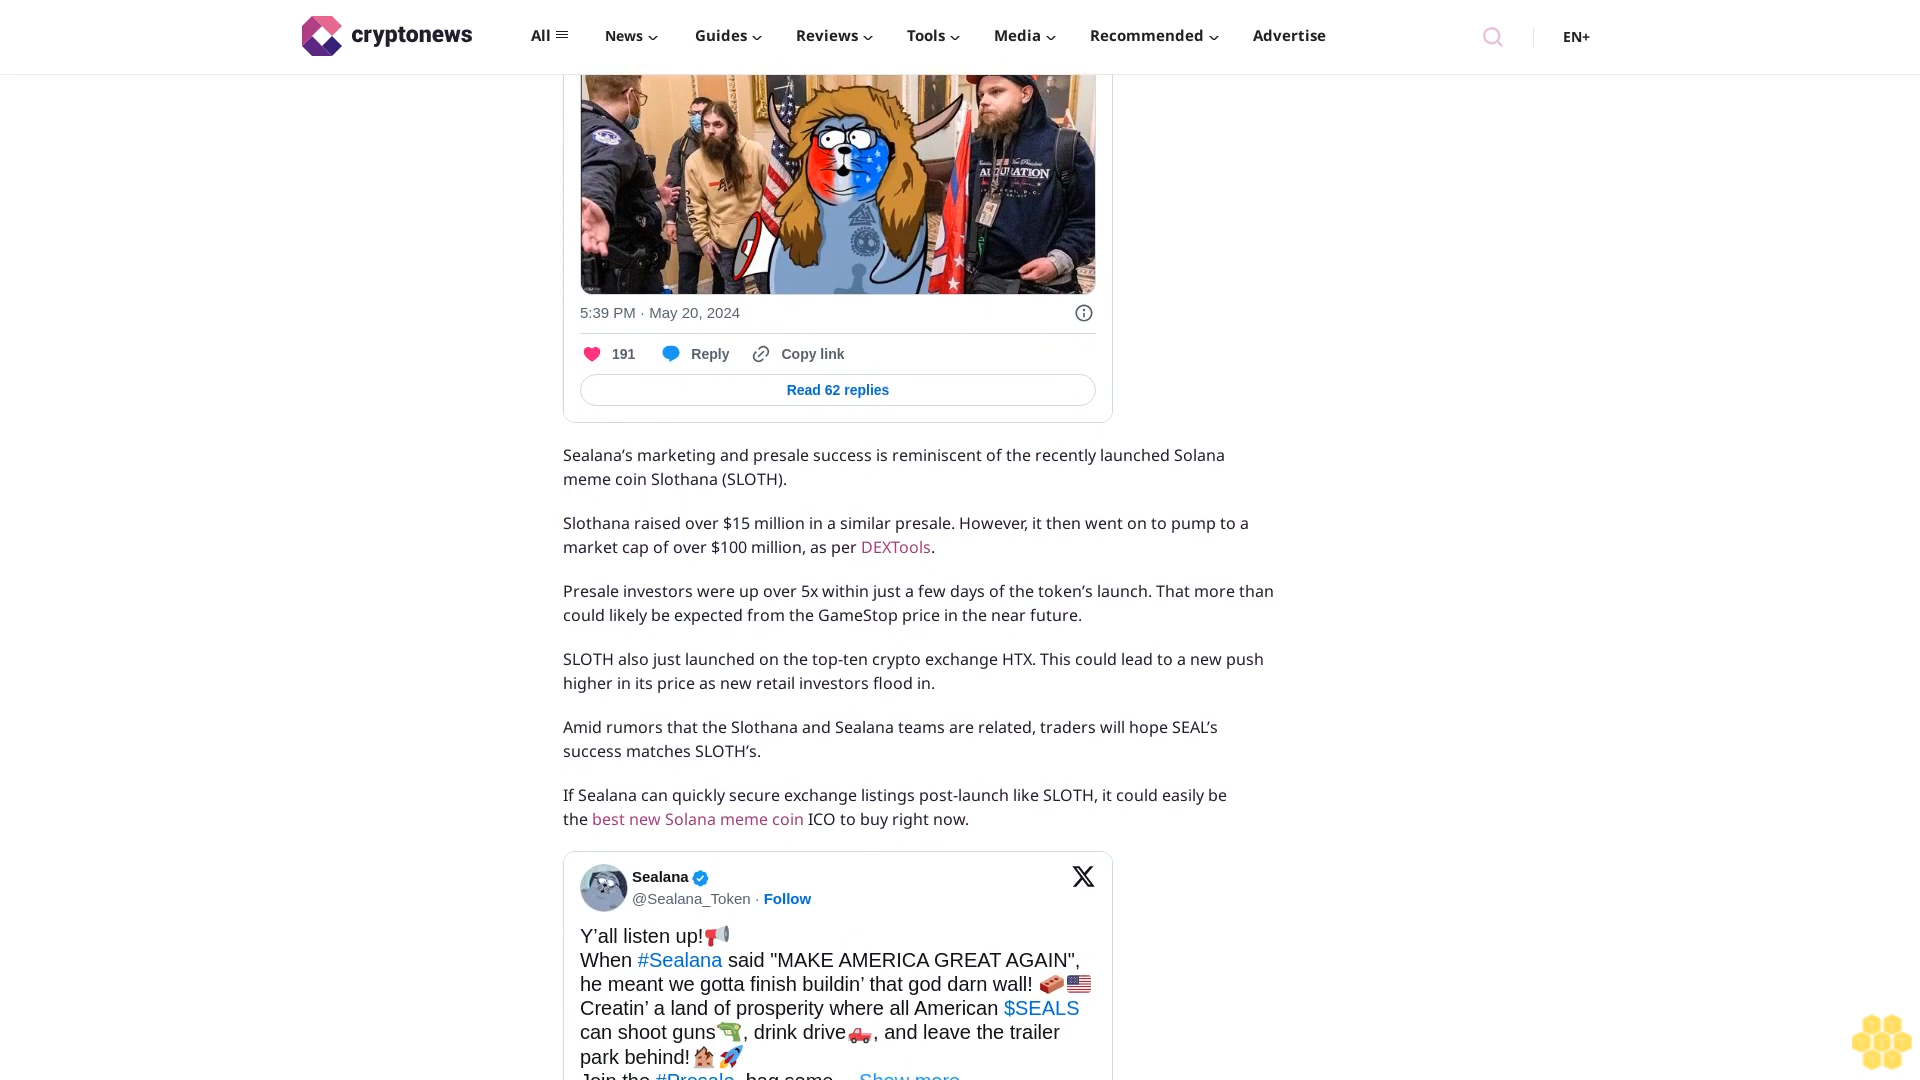 cryptonews
All
News
Guides
Reviews
Tools
Media
Recommended
Advertise
EN+
5:39 PM · May 20, 2024
191
Reply
Copy link
Read 62 replies
Sealana’s marketing and presale success is reminiscent of the recently launched Solana
meme coin Slothana (SLOTH).
Slothana raised over $15 million in a similar presale. However, it then went on to pump to a
market cap of over $100 million, as per DEXTools.
Presale investors were up over 5x within just a few days of the token’s launch. That more than
could likely be expected from the GameStop price in the near future.
SLOTH also just launched on the top-ten crypto exchange HTX. This could lead to a new push
higher in its price as new retail investors flood in.
Amid rumors that the Slothana and Sealana teams are related, traders will hope SEAL’s
success matches SLOTH’s.
If Sealana can quickly secure exchange listings post-launch like SLOTH, it could easily be
the best new Solana meme coin ICO to buy right now.
Sealana
@Sealana_Token · Follow
Y’all listen up!📢
When #Sealana said "MAKE AMERICA GREAT AGAIN",
he meant we gotta finish buildin’ that god darn wall! 🧱🇺🇸
Creatin’ a land of prosperity where all American $SEALS
can shoot guns🔫, drink drive🛻, and leave the trailer
park behind!🏚️🚀
Join the #Presale, bag some… Show more